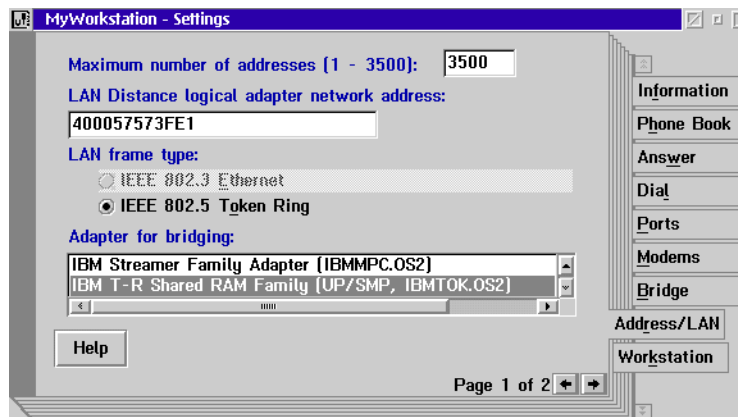 MyWorkstation - Settings
Maximum number of addresses (1 - 3500): 3500
LAN Distance logical adapter network address:
400057573FE1
LAN frame type:
IEEE 802.3 Ethernet
IEEE 802.5 Token Ring
Adapter for bridging:
IBM Streamer Family Adapter (IBMMPC.OS2)
IBM T-R Shared RAM Family (UP/SMP, IBMTOK.OS2)
Help
Page 1 of 2
Information
Phone Book
Answer
Dial
Ports
Modems
Bridge
Address/LAN
Workstation